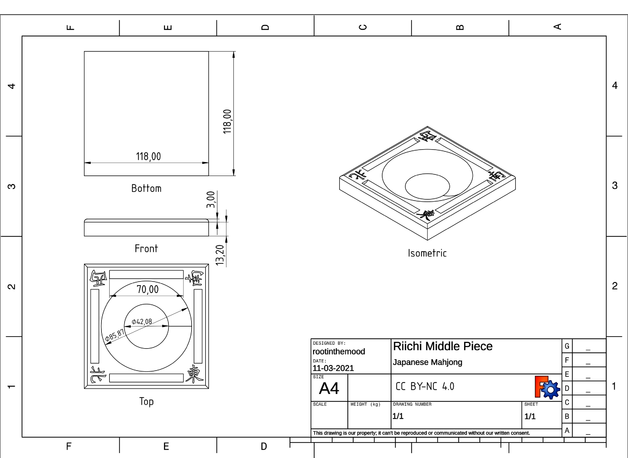 F E D C B A
4 4
118,00
118,00
Bottom
3 3
3,00
Front
13,20
Isometric
2 2
70,00
Ø42,08
Ø85,87
Top
1 1
DESIGNED BY:
rootinthemood
DATE:
11-03-2021
SIZE
A4
SCALE
WEIGHT (kg)
Riichi Middle Piece
Japanese Mahjong
CC BY-NC 4.0
DRAWING NUMBER
1/1
SHEET
1/1
G _
F _
E _
D _
C _
B _
A _
This drawing is our property; it can't be reproduced or communicated without our written consent.
F E D